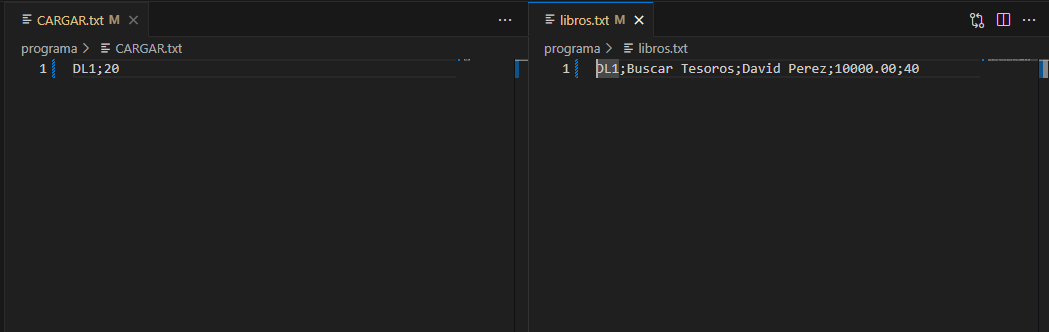 CARGAR.txt M
programa > CARGAR.txt
1 DL1;20
libros.txt M
programa > libros.txt
1 DL1;Buscar Tesoros;David Perez;10000.00;40